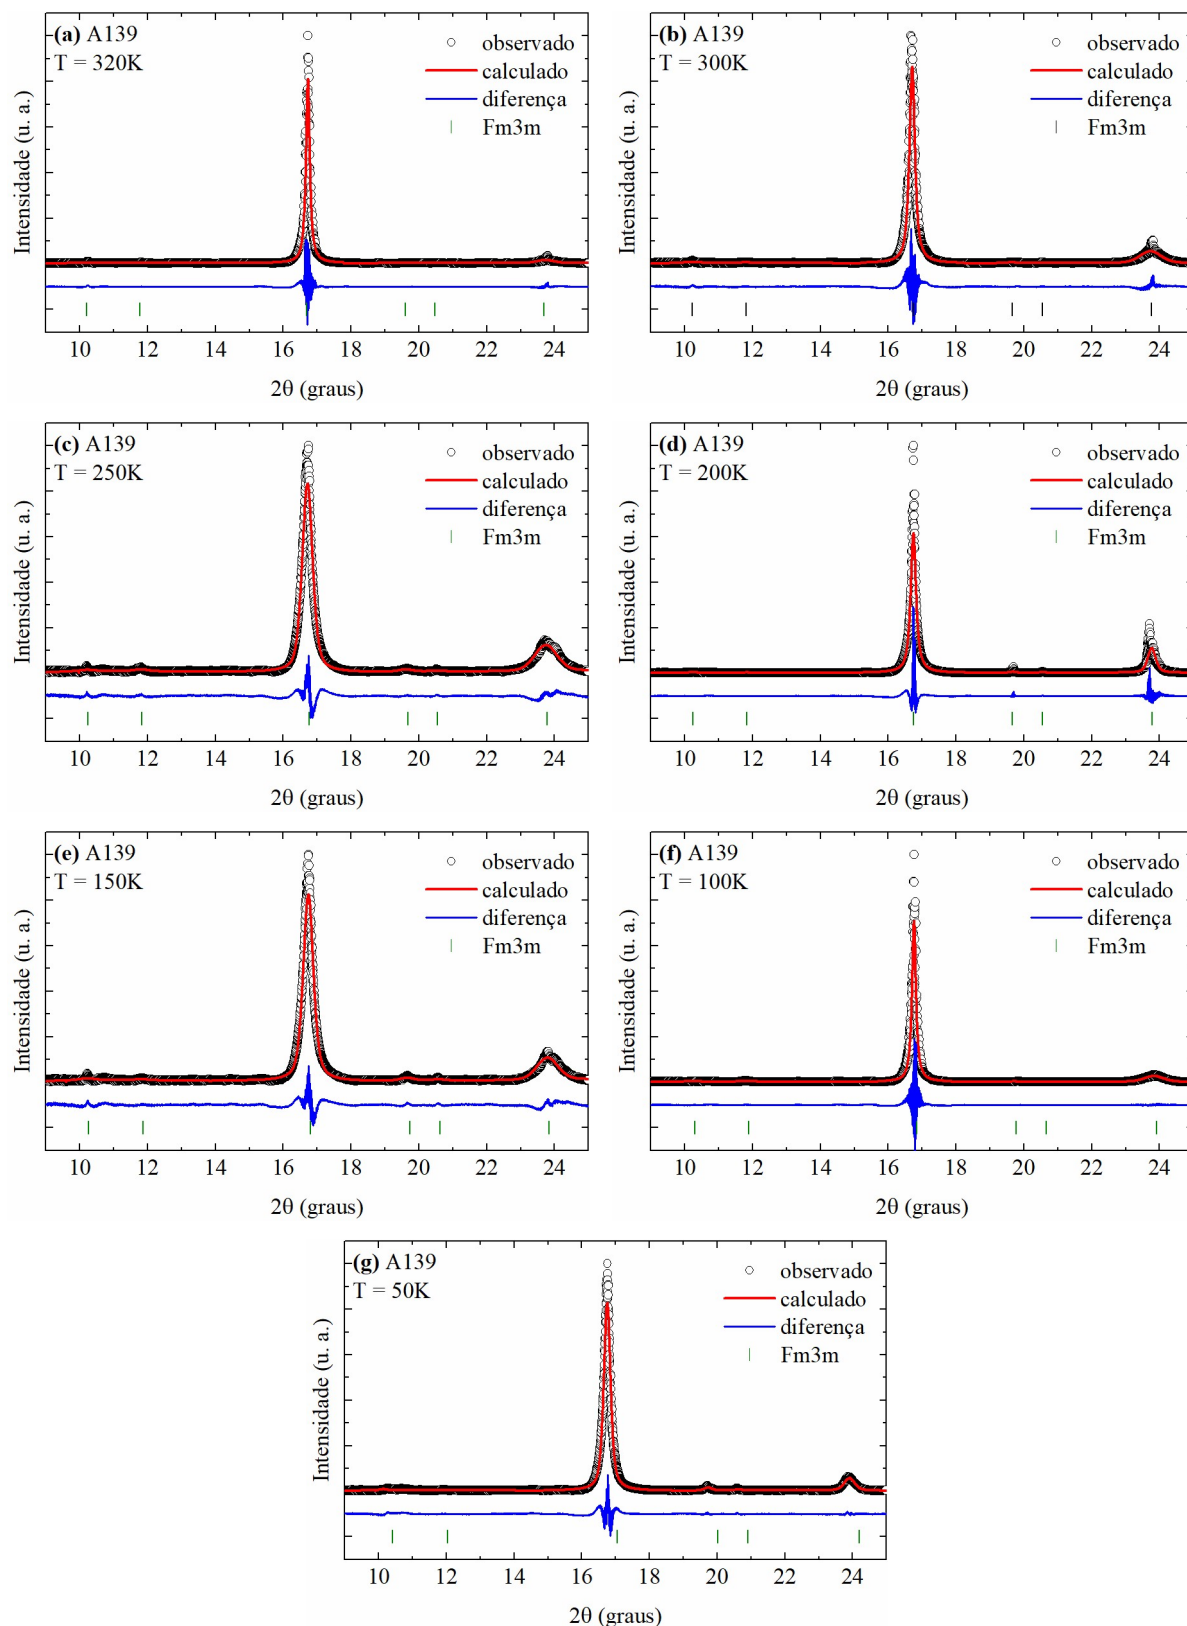 (a) A139
T = 320K
observado
calculado
diferença
Fm3m
Intensidade (u. a.)
10 12 14 16 18 20 22 24
2θ (graus)
(b) A139
T = 300K
observado
calculado
diferença
Fm3m
Intensidade (u. a.)
10 12 14 16 18 20 22 24
2θ (graus)
(c) A139
T = 250K
observado
calculado
diferença
Fm3m
Intensidade (u. a.)
10 12 14 16 18 20 22 24
2θ (graus)
(d) A139
T = 200K
observado
calculado
diferença
Fm3m
Intensidade (u. a.)
10 12 14 16 18 20 22 24
2θ (graus)
(e) A139
T = 150K
observado
calculado
diferença
Fm3m
Intensidade (u. a.)
10 12 14 16 18 20 22 24
2θ (graus)
(f) A139
T = 100K
observado
calculado
diferença
Fm3m
Intensidade (u. a.)
10 12 14 16 18 20 22 24
2θ (graus)
(g) A139
T = 50K
observado
calculado
diferença
Fm3m
Intensidade (u. a.)
10 12 14 16 18 20 22 24
2θ (graus)